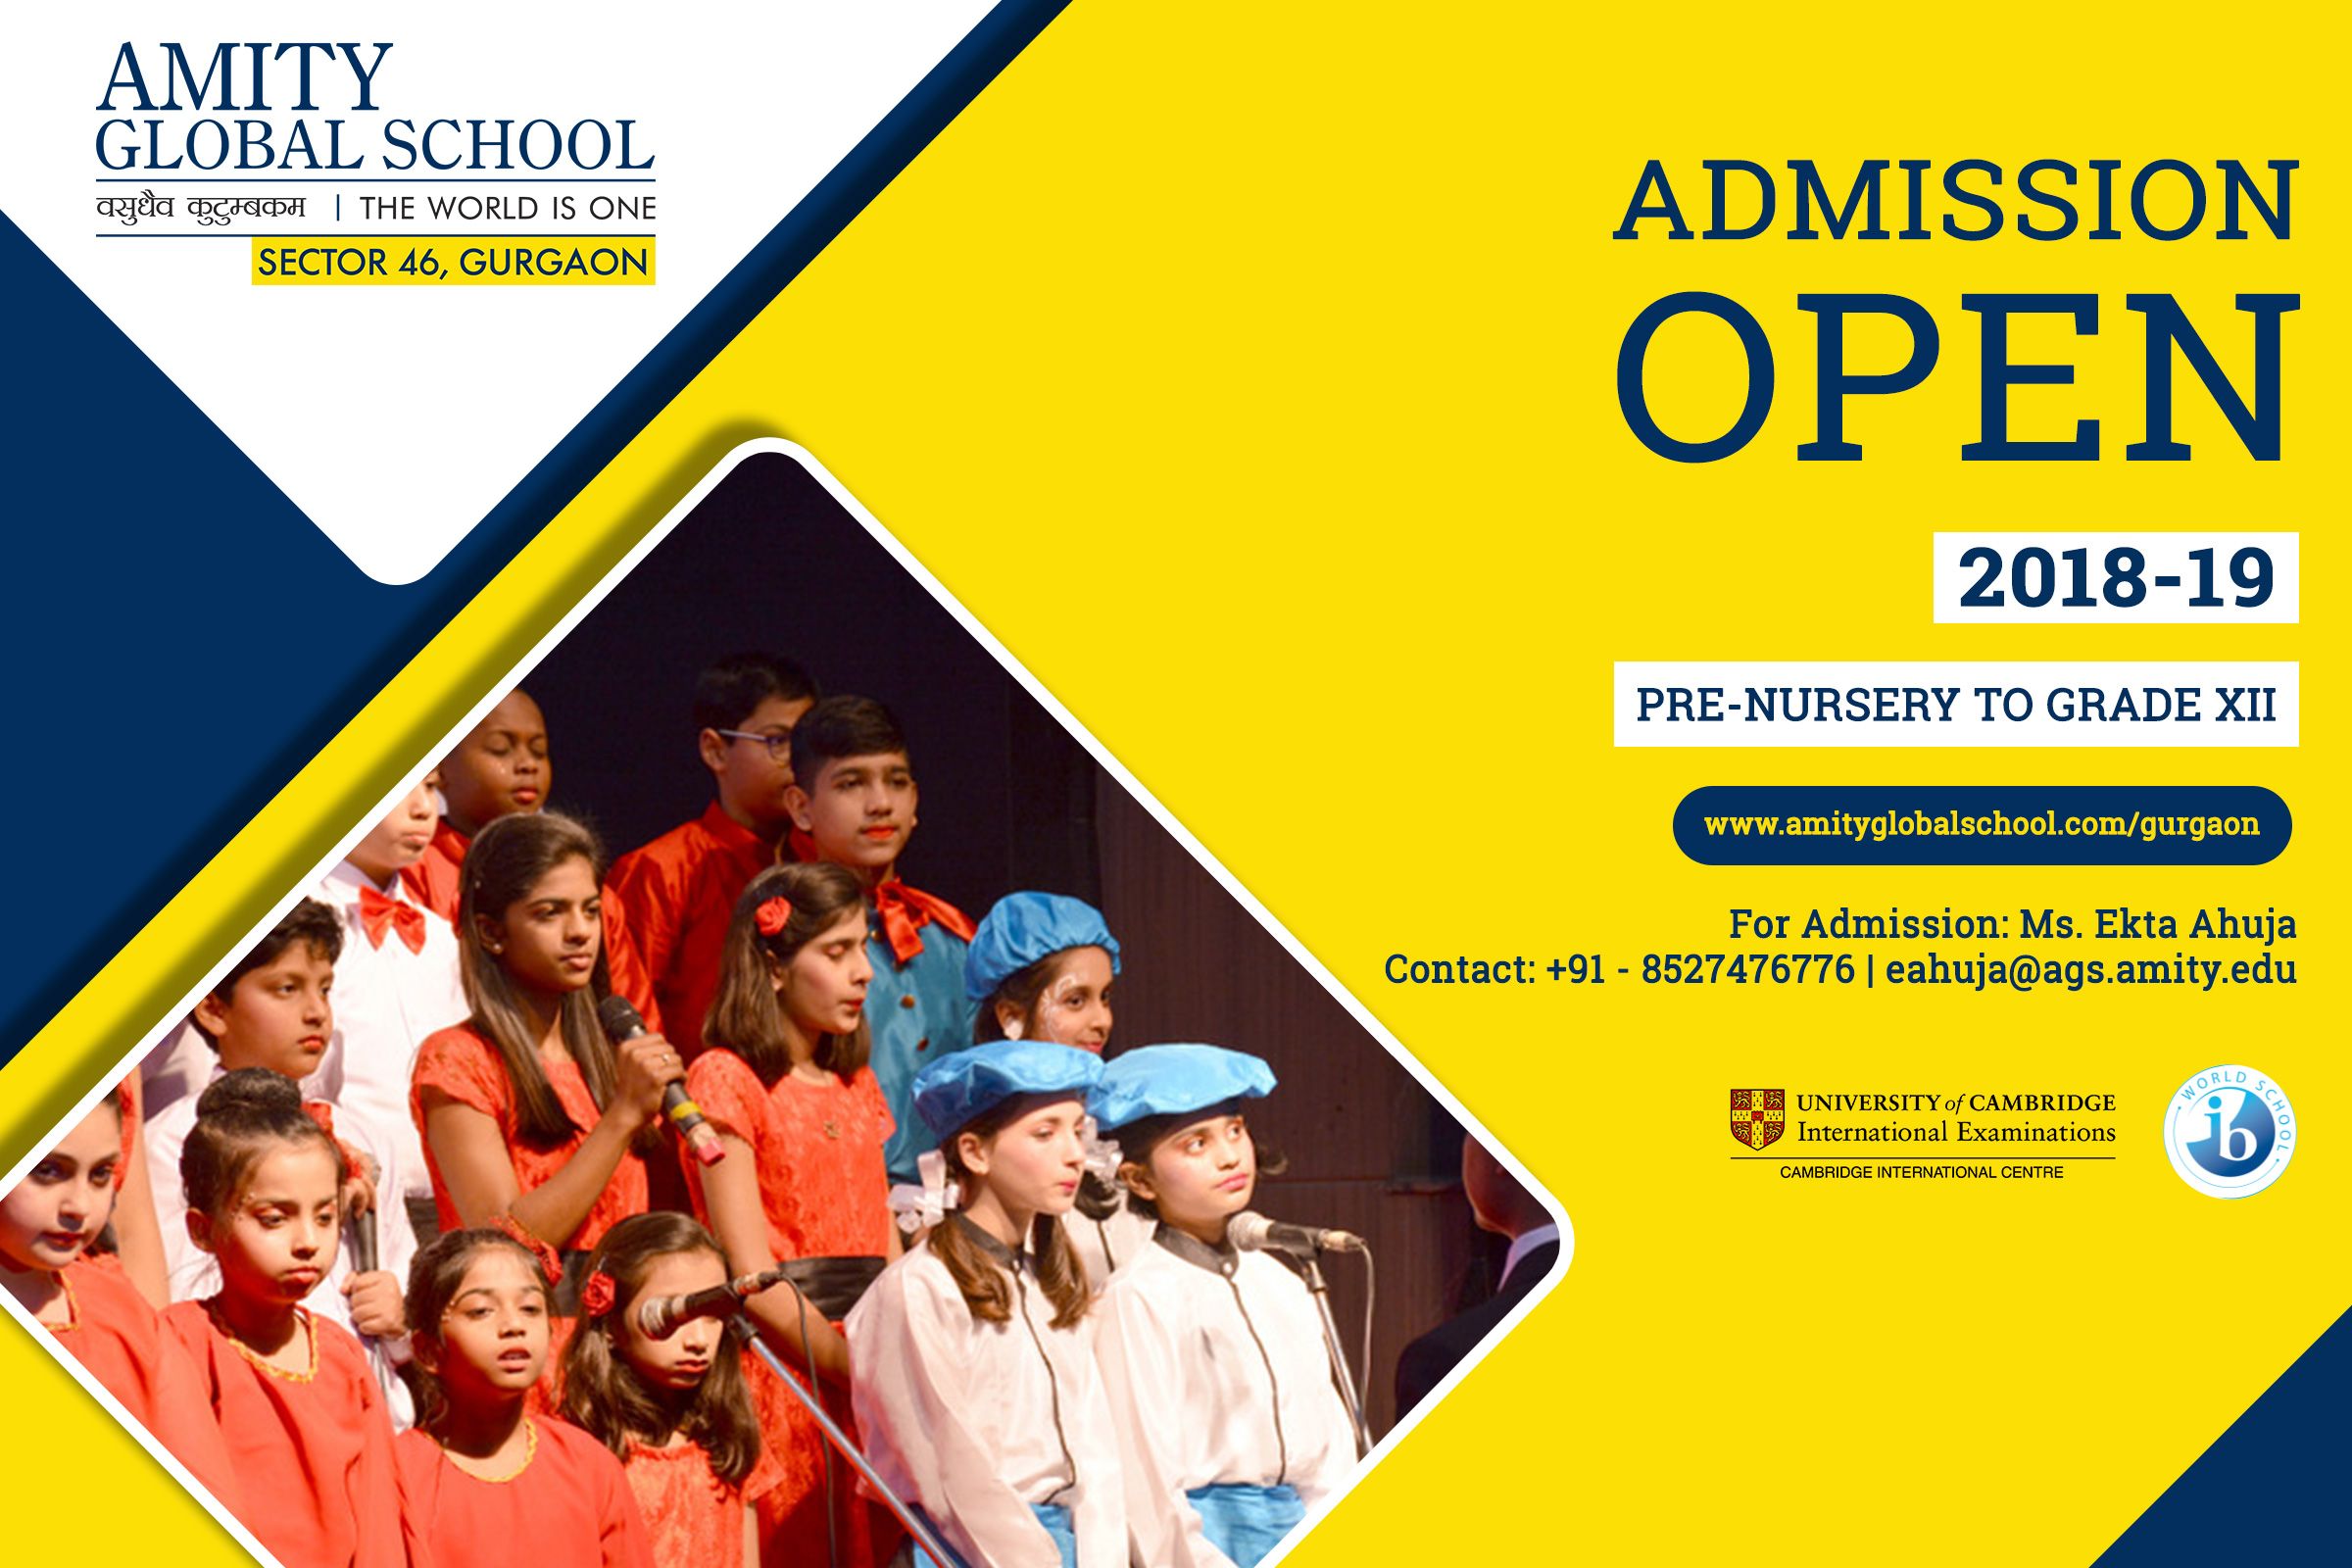 AMITY
GLOBAL SCHOOL
वसुधैव कुटुम्बकम | THE WORLD IS ONE
SECTOR 46, GURGAON
ADMISSION
OPEN
2018-19
PRE-NURSERY TO GRADE XII
www.amityglobalschool.com/gurgaon
For Admission: Ms. Ekta Ahuja
Contact: +91 - 8527476776 | eahuja@ags.amity.edu
UNIVERSITY of CAMBRIDGE
International Examinations
CAMBRIDGE INTERNATIONAL CENTRE
WORLD SCHOOL
ib